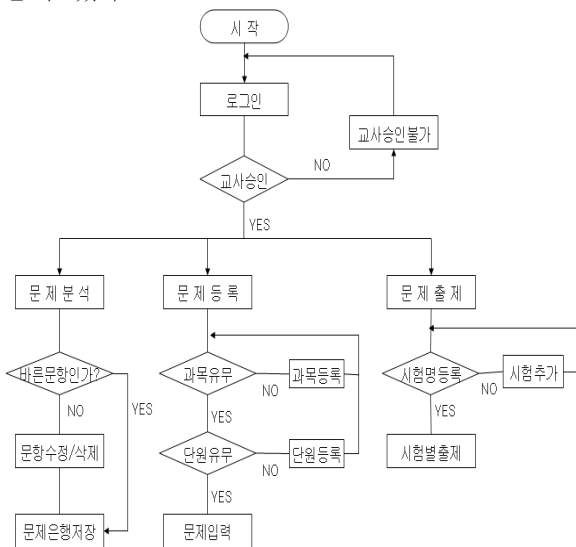 시 작
로그인
교사승인불가
교사승인
NO
YES
문 제 분 석
문 제 등 록
문 제 출 제
바른문항인가?
과목유무
NO
과목등록
시험명등록
NO
시험추가
NO
YES
YES
YES
문항수정/삭제
단원유무
NO
단원등록
시험별출제
YES
문제은행저장
문제입력